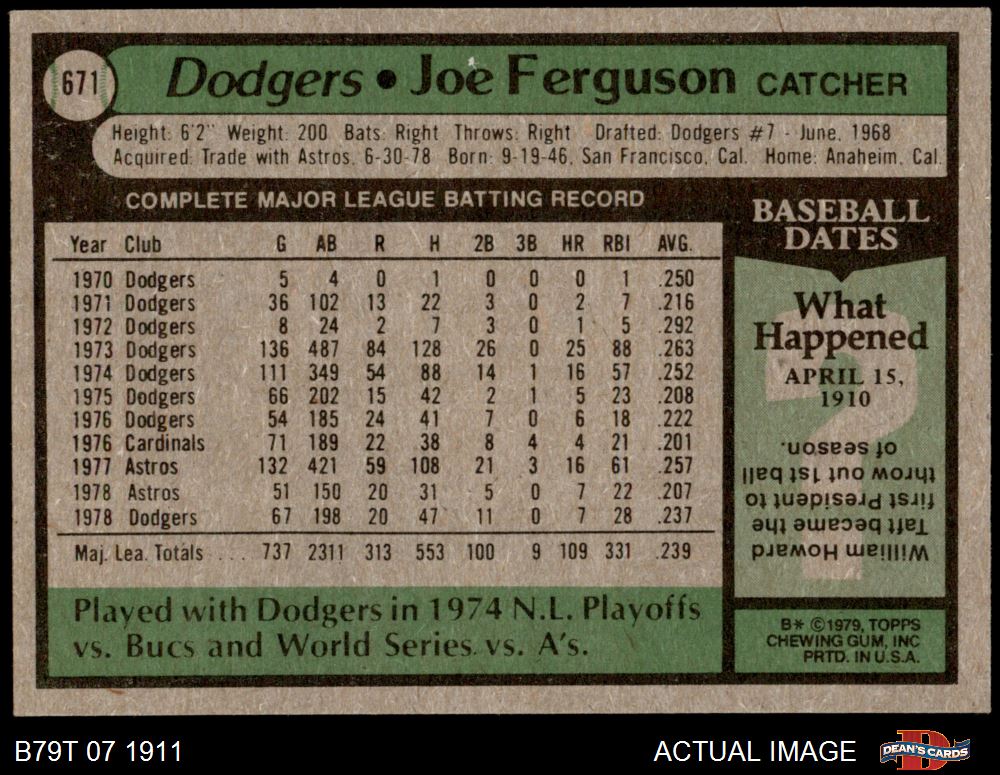 671
Dodgers • Joe Ferguson CATCHER
Height: 6'2" Weight: 200 Bats: Right Throws: Right Drafted: Dodgers #7 - June, 1968
Acquired: Trade with Astros, 6-30-78 Born: 9-19-46, San Francisco, Cal. Home: Anaheim, Cal.
COMPLETE MAJOR LEAGUE BATTING RECORD
Year Club G AB R H 2B 3B HR RBI AVG.
1970 Dodgers 5 4 0 1 0 0 0 1 .250
1971 Dodgers 36 102 13 22 3 0 2 7 .216
1972 Dodgers 8 24 2 7 3 0 1 5 .292
1973 Dodgers 136 487 84 128 26 0 25 88 .263
1974 Dodgers 111 349 54 88 14 1 16 57 .252
1975 Dodgers 66 202 15 42 2 1 5 23 .208
1976 Dodgers 54 185 24 41 7 0 6 18 .222
1976 Cardinals 71 189 22 38 8 4 4 21 .201
1977 Astros 132 421 59 108 21 3 16 61 .257
1978 Astros 51 150 20 31 5 0 7 22 .207
1978 Dodgers 67 198 20 47 11 0 7 28 .237
Maj. Lea. Totals ... 737 2311 313 553 100 9 109 331 .239
Played with Dodgers in 1974 N.L. Playoffs
vs. Bucs and World Series vs. A's.
BASEBALL
DATES
What
Happened
APRIL 15,
1910
William Howard
Taft became the
first President to
throw out 1st ball
of season.
B* ©1979, TOPPS
CHEWING GUM, INC
PRTD. IN U.S.A.
B79T 07 1911
ACTUAL IMAGE
DEAN'S CARDS